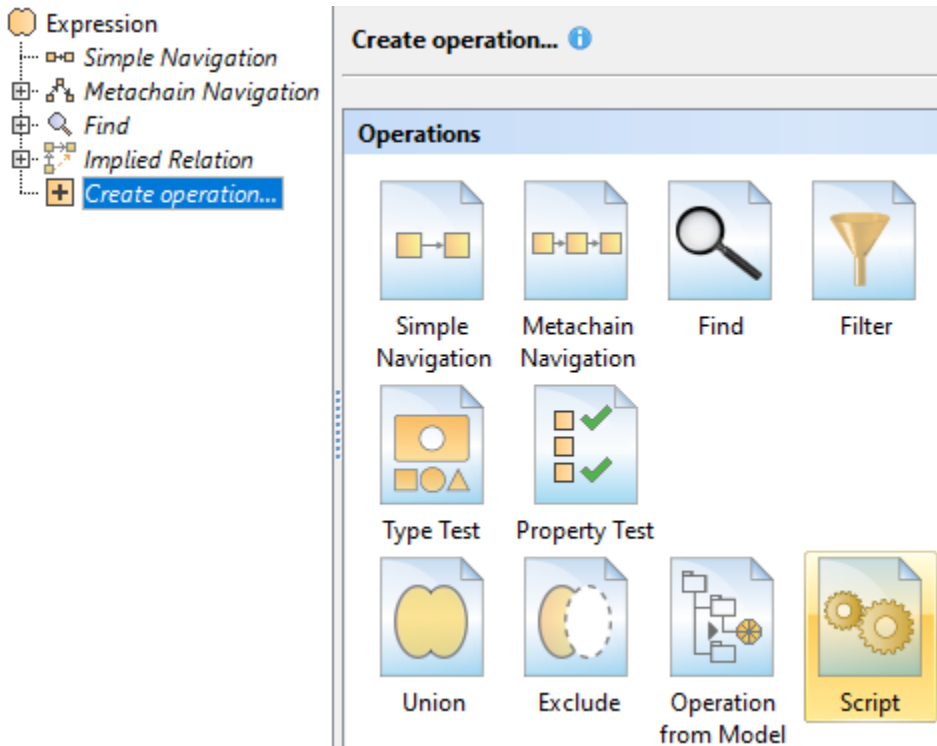 Expression
Simple Navigation
Metachain Navigation
Find
Implied Relation
Create operation...
Create operation...
Operations
Simple Navigation
Metachain Navigation
Find
Filter
Type Test
Property Test
Union
Exclude
Operation from Model
Script